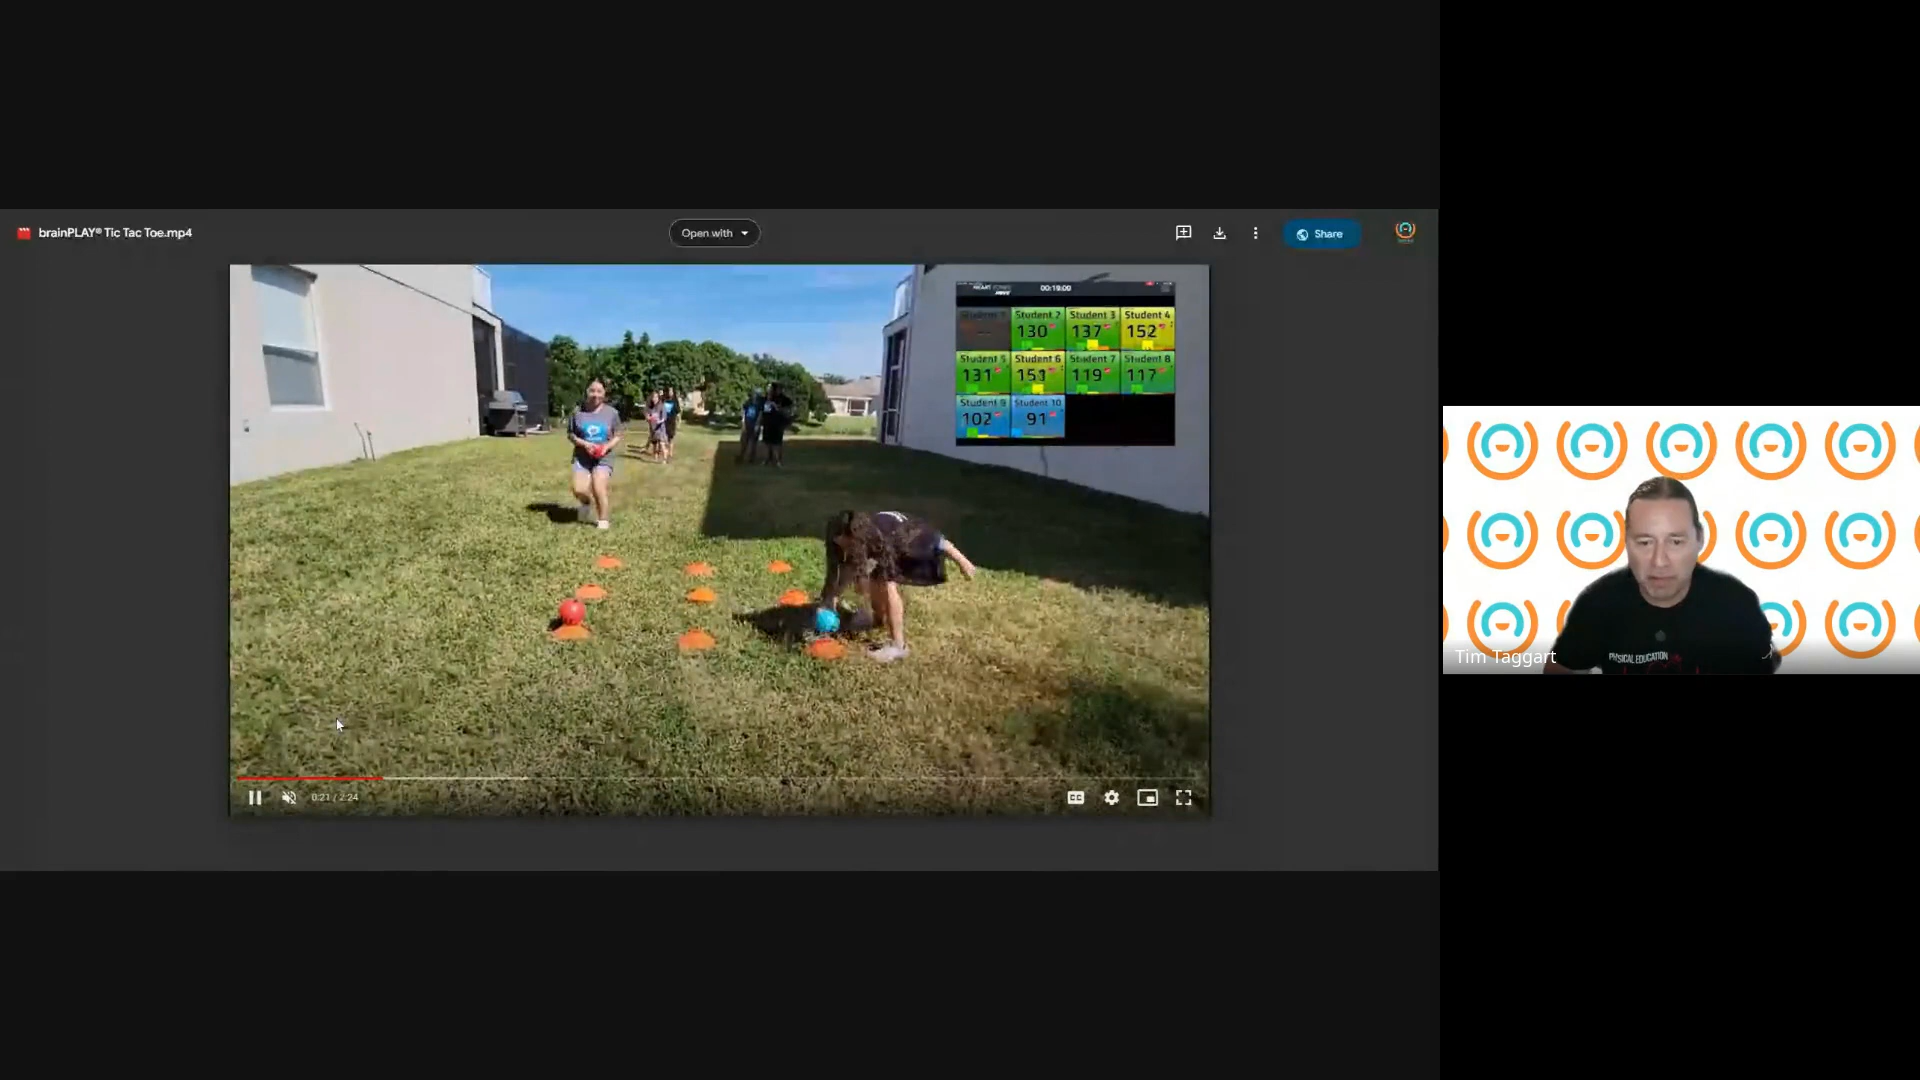 brainPLAY® Tic Tac Toe.mp4
Open with
Share
00:19:00
Student 2
Student 3
Student 4
130
137
152
Student 5
Student 6
Student 7
Student 8
131
153
119
117
Student 9
Student 10
102
91
PHYSICAL EDUCATION
Tim Taggart
0:21 / 2:24
CC